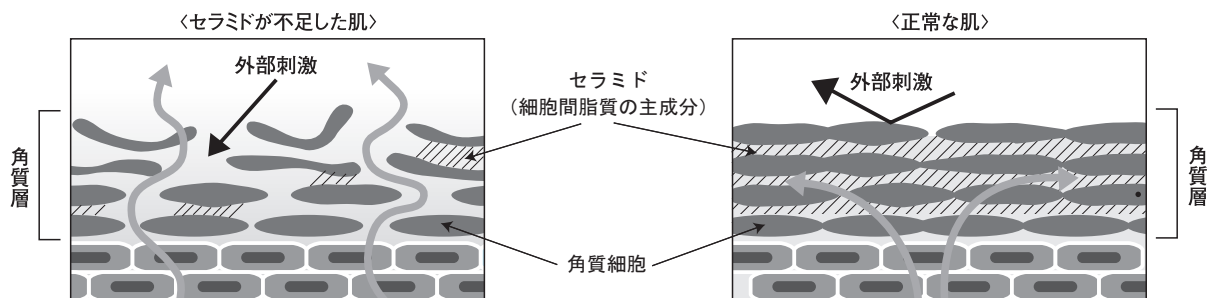 〈セラミドが不足した肌〉
外部刺激
角質層
セラミド
（細胞間脂質の主成分）
角質細胞
〈正常な肌〉
外部刺激
角質層